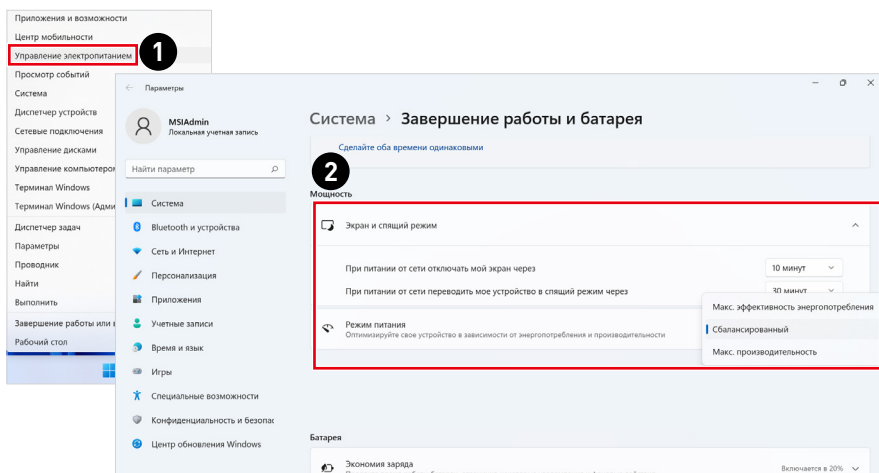 Приложения и возможности
Центр мобильности
Управление электропитанием
1
Просмотр событий
Система
Диспетчер устройств
Сетевые подключения
Управление дисками
Управление компьютеро
Терминал Windows
Терминал Windows (Адми
Диспетчер задач
Параметры
Проводник
Найти
Выполнить
Завершение работы или
Рабочий стол
Параметры
MSIAdmin
Локальная учетная запись
Найти параметр
Система
Bluetooth и устройства
Сеть и Интернет
Персонализация
Приложения
Учетные записи
Время и язык
Игры
Специальные возможности
Конфиденциальность и безопас
Центр обновления Windows
Система > Завершение работы и батарея
Сделайте оба времени одинаковыми
2
Мощность
Экран и спящий режим
При питании от сети отключать мой экран через 10 минут
При питании от сети переводить мое устройство в спящий режим через 30 минут
Режим питания
Оптимизируйте свое устройство в зависимости от энергопотребления и производительности
Макс. эффективность энергопотребления
Сбалансированный
Макс. производительность
Батарея
Экономия заряда
Включается в 20%